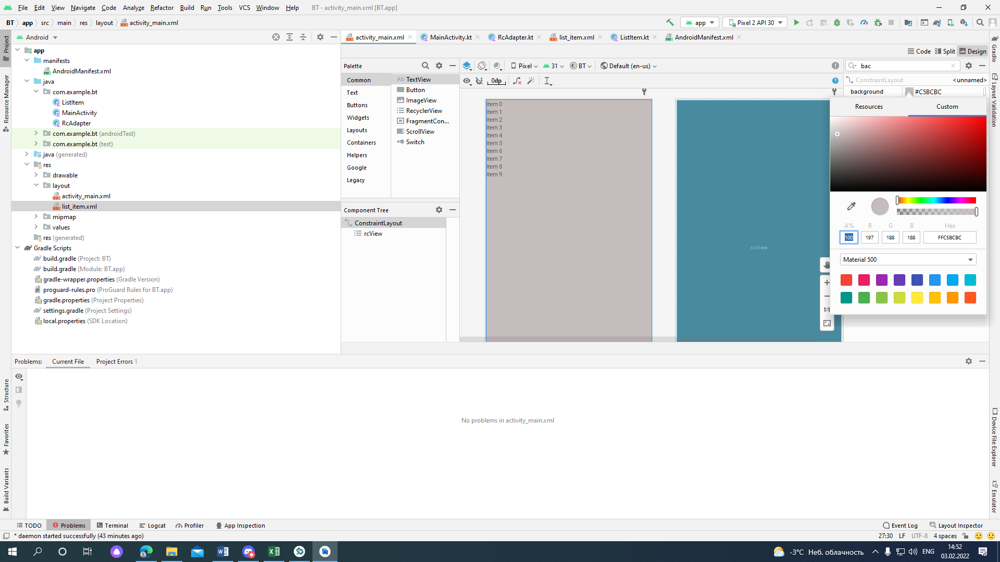 File Edit View Navigate Code Analyze Refactor Build Run Tools VCS Window Help BT - activity_main.xml [BT.app]
BT app src main res layout activity_main.xml
app Pixel 2 API 30
Project
Resource Manager
Structure
Favorites
Build Variants
Android
app
manifests
AndroidManifest.xml
java
com.example.bt
ListItem
MainActivity
RcAdapter
com.example.bt (androidTest)
com.example.bt (test)
java (generated)
res
drawable
layout
activity_main.xml
list_item.xml
mipmap
values
res (generated)
Gradle Scripts
build.gradle (Project: BT)
build.gradle (Module: BT.app)
gradle-wrapper.properties (Gradle Version)
proguard-rules.pro (ProGuard Rules for BT.app)
gradle.properties (Project Properties)
settings.gradle (Project Settings)
local.properties (SDK Location)
activity_main.xml MainActivity.kt RcAdapter.kt list_item.xml ListItem.kt AndroidManifest.xml
Code Split Design
Palette
Common
Text
Buttons
Widgets
Layouts
Containers
Helpers
Google
Legacy
Ab TextView
Button
ImageView
RecyclerView
FragmentCon...
ScrollView
Switch
Component Tree
ConstraintLayout
rcView
Pixel 31 BT Default (en-us)
0dp
Item 0
Item 1
Item 2
Item 3
Item 4
Item 5
Item 6
Item 7
Item 8
Item 9
rcView
1:1
bac
ConstraintLayout <unnamed>
background #C5BCBC
Resources Custom
A% R G B Hex
100 197 188 188 FFC5BCBC
Material 500
Gradle
Layout Validation
Device File Explorer
Emulator
Problems: Current File Project Errors 1
No problems in activity_main.xml
TODO Problems Terminal Logcat Profiler App Inspection Event Log Layout Inspector
* daemon started successfully (43 minutes ago) 27:30 LF UTF-8 4 spaces
-3°C Неб. облачность ENG 14:52
03.02.2022